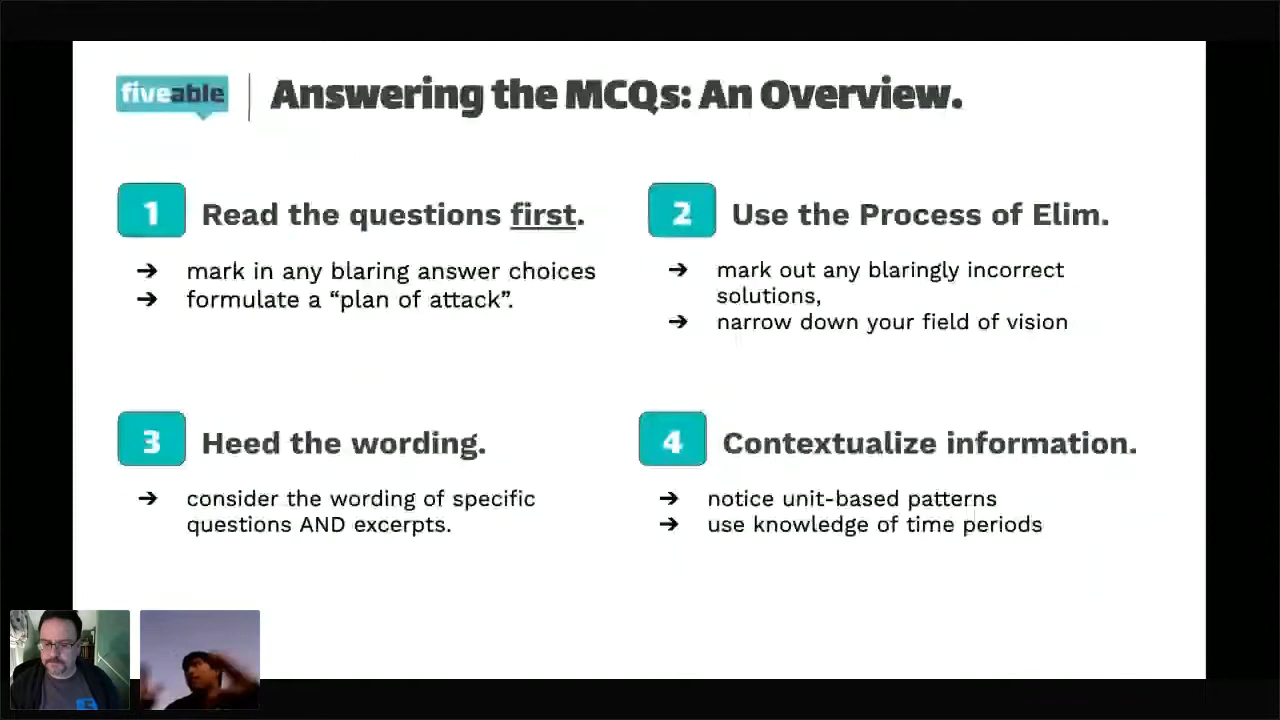 fiveable
Answering the MCQs: An Overview.
1
Read the questions first.
➔ mark in any blaring answer choices
➔ formulate a “plan of attack”.
2
Use the Process of Elim.
➔ mark out any blaringly incorrect
solutions,
➔ narrow down your field of vision
3
Heed the wording.
➔ consider the wording of specific
questions AND excerpts.
4
Contextualize information.
➔ notice unit-based patterns
➔ use knowledge of time periods